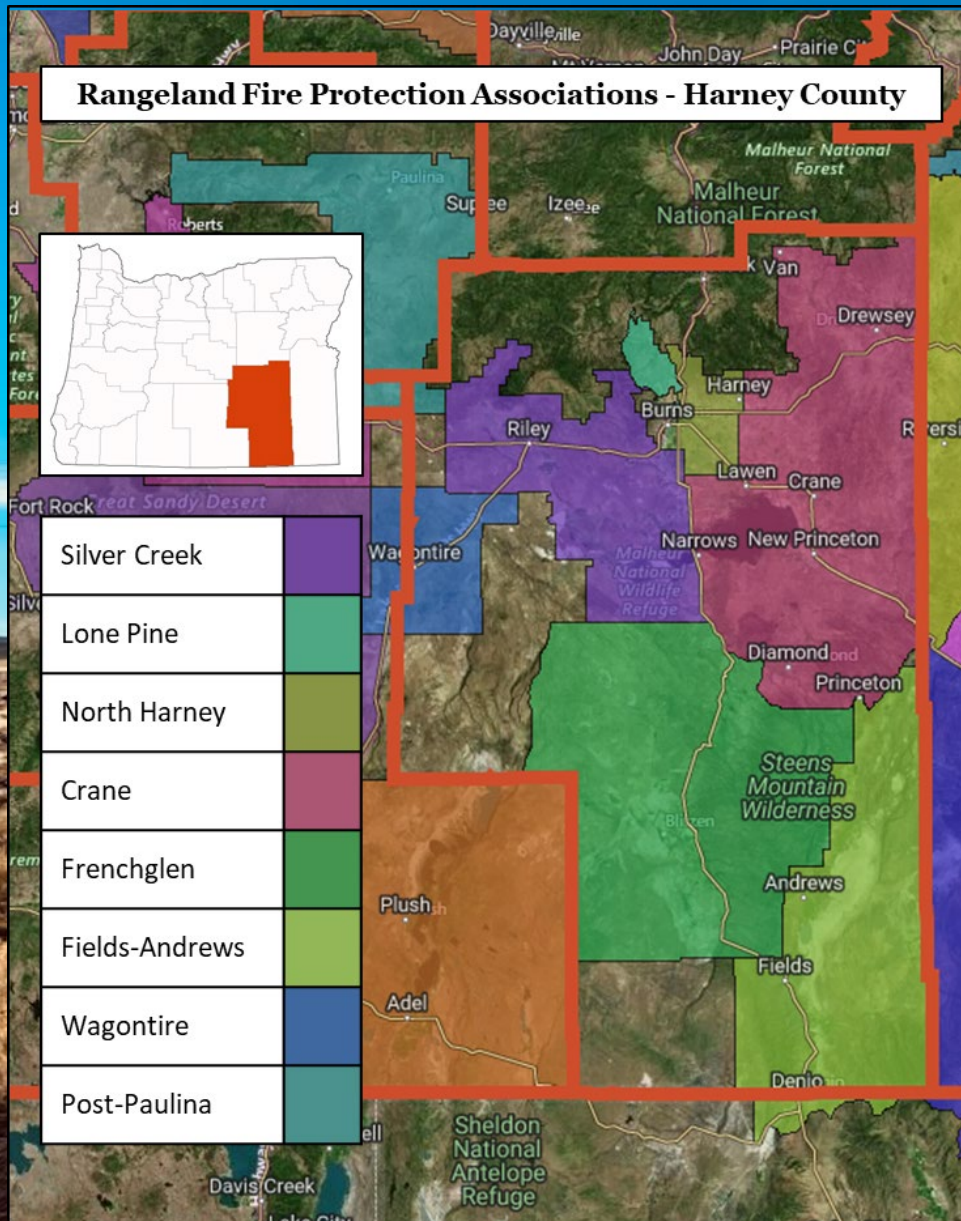 Dayville
John Day
Prairie Cit
Rangeland Fire Protection Associations - Harney County
Malheur National
Forest
Paulina
Malheur
National Forest
Suplee
Izee
Roberts
Van
Drewsey
Harney
Burns
Riley
Lawen
Crane
Great Sandy Desert
Fort Rock
Wagontire
Narrows
New Princeton
Malheur
National
Wildlife
Refuge
Silver Creek
Lone Pine
North Harney
Crane
Frenchglen
Fields-Andrews
Wagontire
Post-Paulina
Diamond
Princeton
Steens
Mountain
Wilderness
Blitzen
Andrews
Plush
Fields
Adel
Denio
Sheldon
National
Antelope
Refuge
Davis Creek